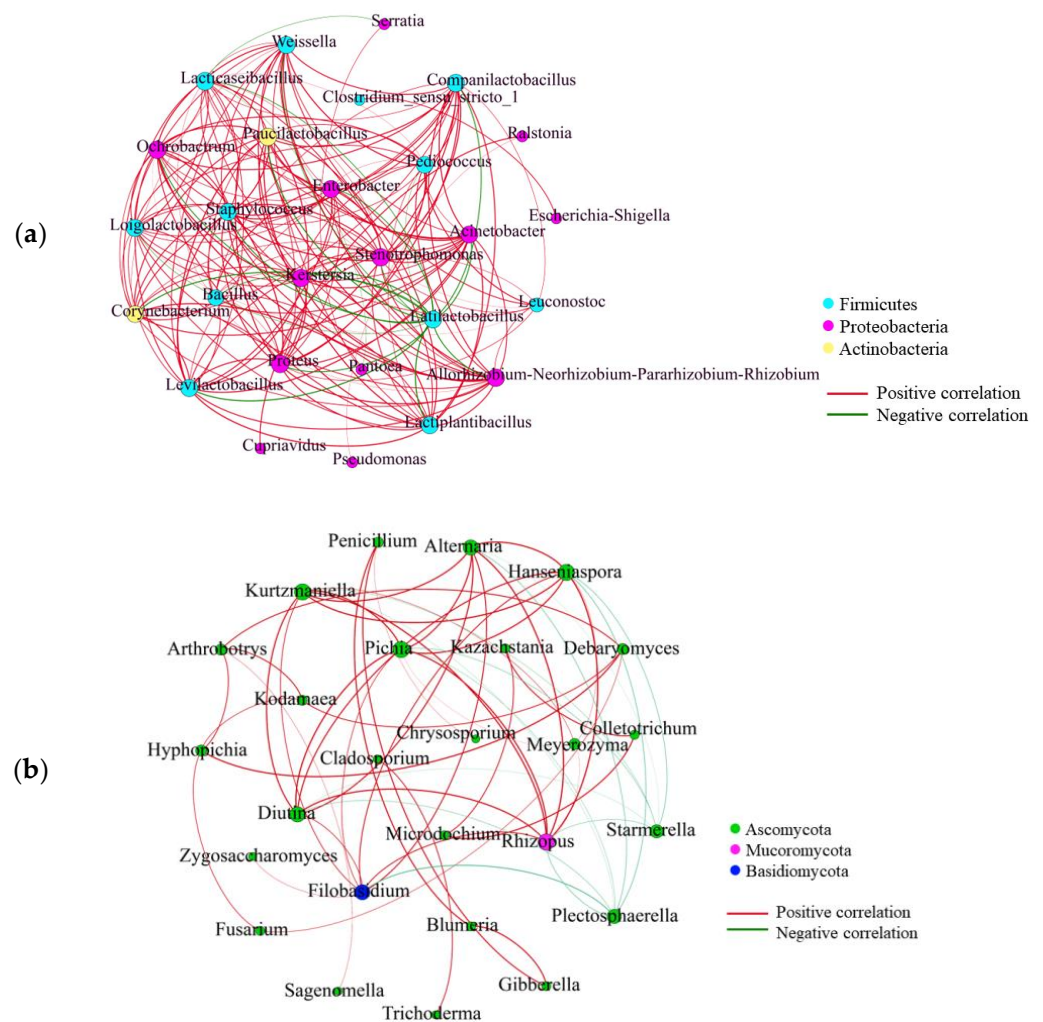 Serratia
Weissella
Lacticaseibacillus
Companilactobacillus
Clostridium_sensu_stricto_1
Paucilactobacillus
Ralstonia
Ochrobactrum
Pediococcus
Enterobacter
Staphylococcus
Escherichia-Shigella
Loigolactobacillus
Acinetobacter
(a)
Stenotrophomonas
Kerstersia
Bacillus
Leuconostoc
Corynebacterium
Latilactobacillus
Firmicutes
Proteobacteria
Actinobacteria
Proteus
Pantoea
Allorhizobium-Neorhizobium-Pararhizobium-Rhizobium
Levilactobacillus
Positive correlation
Negative correlation
Lactiplantibacillus
Cupriavidus
Pseudomonas
Penicillium
Alternaria
Hanseniaspora
Kurtzmaniella
Arthrobotrys
Pichia
Kazachstania
Debaryomyces
Kodamaea
Chrysosporium
Colletotrichum
Meyerozyma
Hyphopichia
Cladosporium
(b)
Diutina
Microdochium
Rhizopus
Starmerella
Ascomycota
Mucoromycota
Basidiomycota
Zygosaccharomyces
Filobasidium
Plectosphaerella
Positive correlation
Negative correlation
Fusarium
Blumeria
Sagenomella
Gibberella
Trichoderma